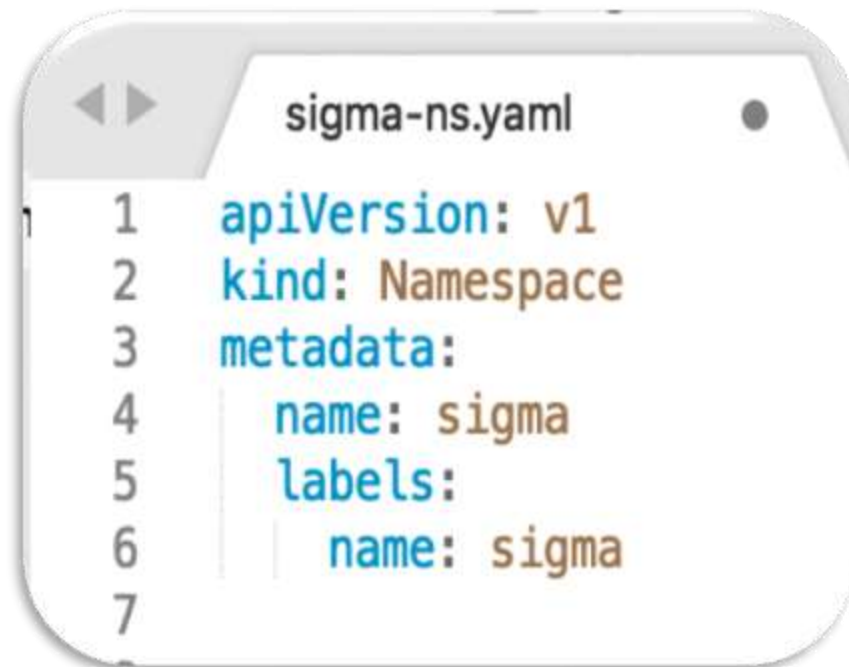 sigma-ns.yaml
1 apiVersion: v1
2 kind: Namespace
3 metadata:
4 name: sigma
5 labels:
6 name: sigma
7